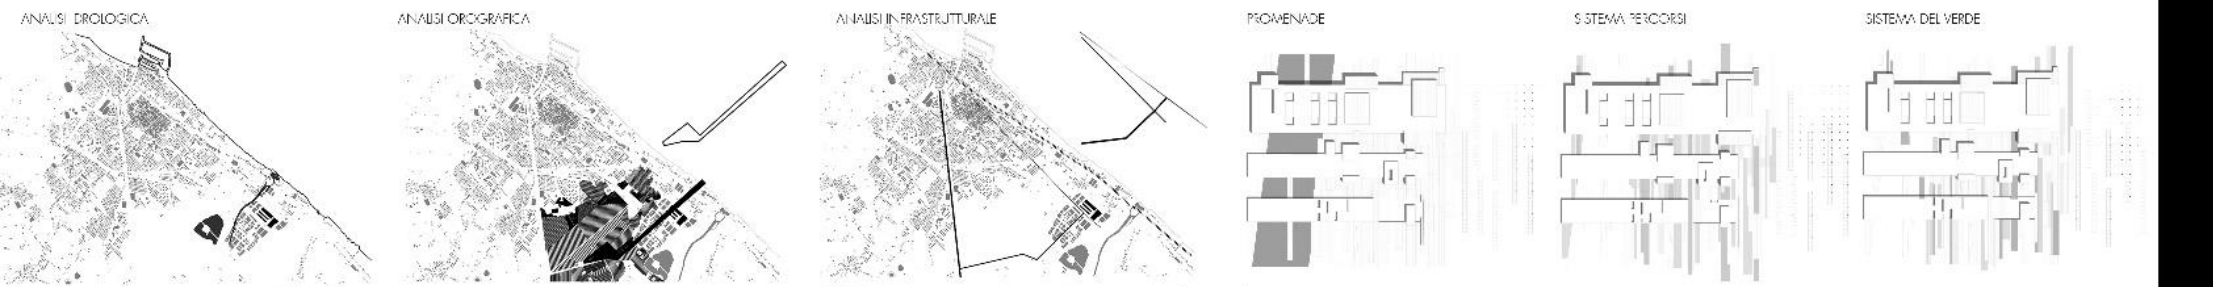 ANALISI IDROLOGICA
ANALISI OROGRAFICA
ANALISI INFRASTRUTTURALE
PROMENADE
SISTEMA PERCORSI
SISTEMA DEL VERDE